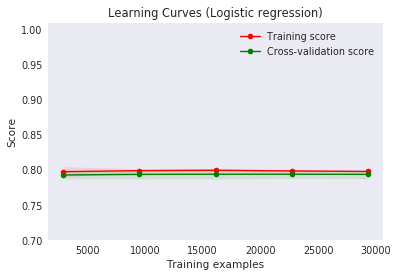 Learning Curves (Logistic regression)
1.00
Training score
Cross-validation score
0.95
0.90
0.85
Score
0.80
0.75
0.70
5000 10000 15000 20000 25000 30000
Training examples